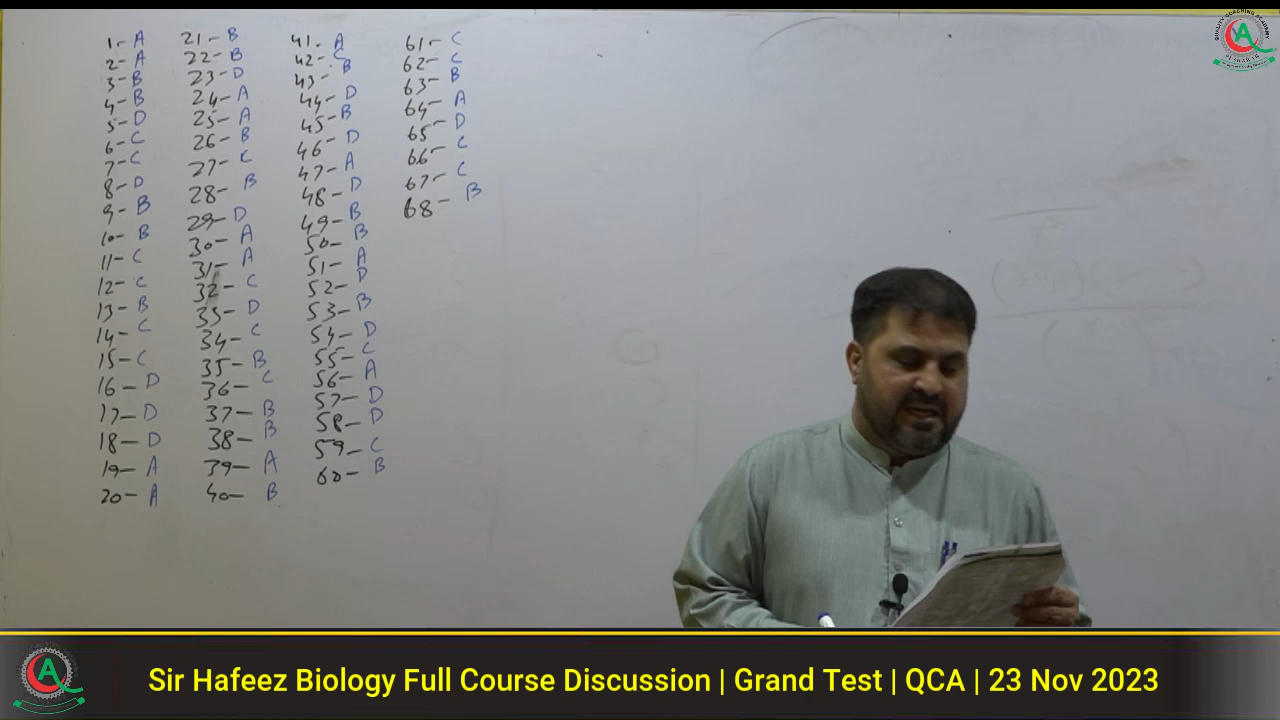 1- A
2- A
3- B
4- B
5- D
6- C
7- C
8- D
9- B
10- B
11- C
12- C
13- B
14- C
15- C
16- D
17- D
18- D
19- A
20- A
21- B
22- B
23- D
24- A
25- A
26- B
27- C
28- B
29- D
30- A
31- A
32- C
33- D
34- C
35- B
36- C
37- B
38- B
39- A
40- B
41- A
42- C
43- B
44- D
45- B
46- D
47- A
48- D
49- B
50- B
51- A
52- D
53- B
54- D
55- C
56- A
57- D
58- D
59- C
60- B
61- C
62- C
63- B
64- A
65- D
66- C
67- C
68- B
QUALITY COACHING ACADEMY
PESHAWAR
Sir Hafeez Biology Full Course Discussion | Grand Test | QCA | 23 Nov 2023